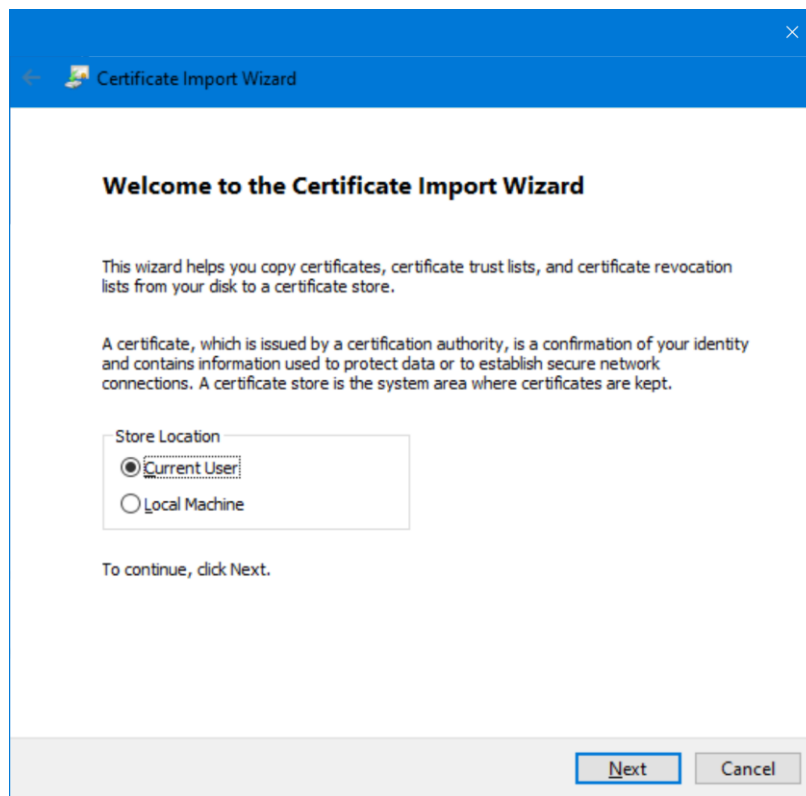 Certificate Import Wizard
Welcome to the Certificate Import Wizard
This wizard helps you copy certificates, certificate trust lists, and certificate revocation
lists from your disk to a certificate store.
A certificate, which is issued by a certification authority, is a confirmation of your identity
and contains information used to protect data or to establish secure network
connections. A certificate store is the system area where certificates are kept.
Store Location
Current User
Local Machine
To continue, click Next.
Next
Cancel